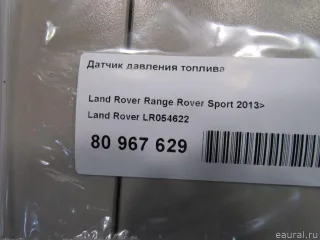 Датчик давления топлива
Land Rover Range Rover Sport 2013>
Land Rover LR054622
80 967 629
eaural.ru